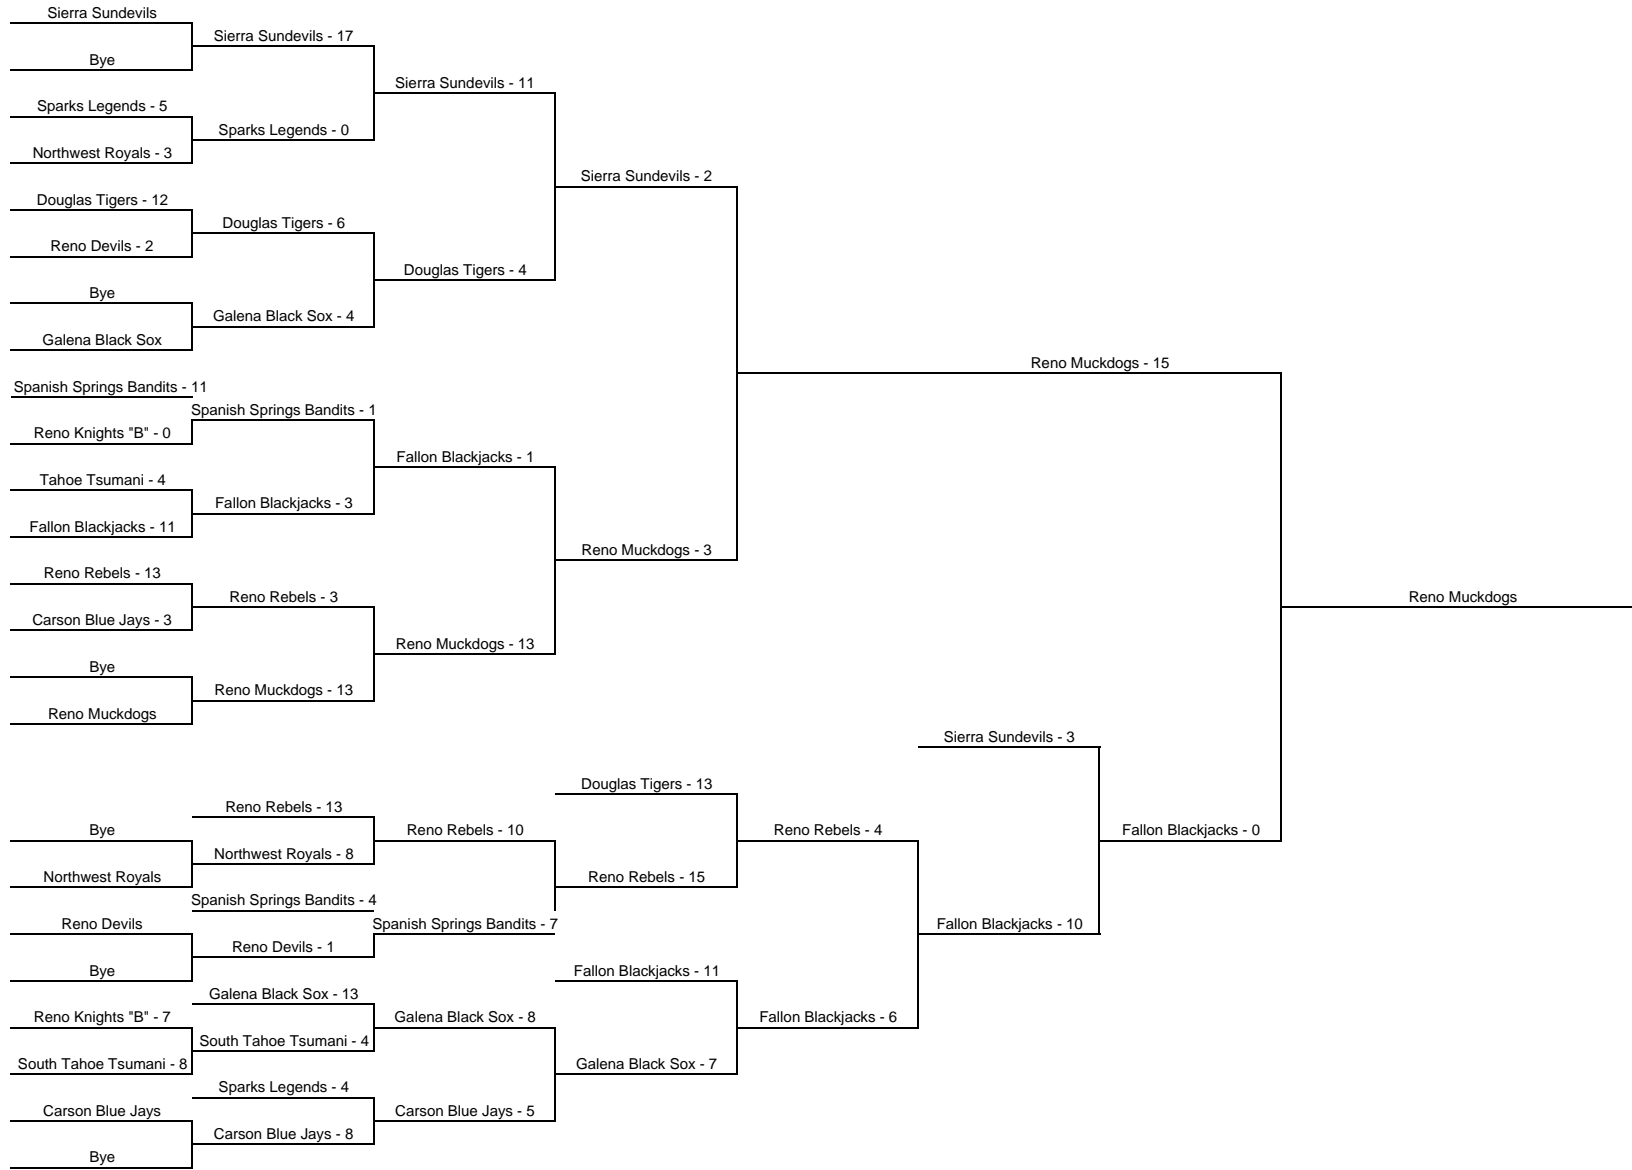 Sierra Sundevils
Sierra Sundevils - 17
Bye
Sierra Sundevils - 11
Sparks Legends - 5
Sparks Legends - 0
Northwest Royals - 3
Sierra Sundevils - 2
Douglas Tigers - 12
Douglas Tigers - 6
Reno Devils - 2
Douglas Tigers - 4
Bye
Galena Black Sox - 4
Galena Black Sox
Reno Muckdogs - 15
Spanish Springs Bandits - 11
Spanish Springs Bandits - 1
Reno Knights "B" - 0
Fallon Blackjacks - 1
Tahoe Tsumani - 4
Fallon Blackjacks - 3
Fallon Blackjacks - 11
Reno Muckdogs - 3
Reno Rebels - 13
Reno Rebels - 3
Reno Muckdogs
Carson Blue Jays - 3
Reno Muckdogs - 13
Bye
Reno Muckdogs - 13
Reno Muckdogs
Sierra Sundevils - 3
Douglas Tigers - 13
Reno Rebels - 13
Bye
Reno Rebels - 10
Reno Rebels - 4
Fallon Blackjacks - 0
Northwest Royals - 8
Northwest Royals
Reno Rebels - 15
Spanish Springs Bandits - 4
Reno Devils
Spanish Springs Bandits - 7
Fallon Blackjacks - 10
Reno Devils - 1
Bye
Fallon Blackjacks - 11
Galena Black Sox - 13
Reno Knights "B" - 7
Galena Black Sox - 8
Fallon Blackjacks - 6
South Tahoe Tsumani - 4
South Tahoe Tsumani - 8
Galena Black Sox - 7
Sparks Legends - 4
Carson Blue Jays
Carson Blue Jays - 5
Carson Blue Jays - 8
Bye